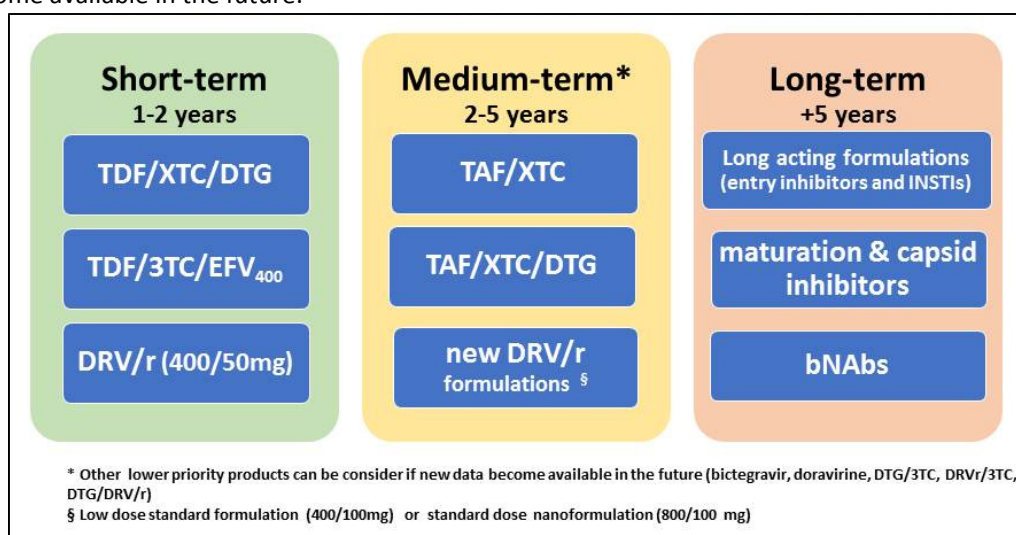 ome available in the future.
Short-term
1-2 years
TDF/XTC/DTG
TDF/3TC/EFV400
DRV/r (400/50mg)
Medium-term*
2-5 years
TAF/XTC
TAF/XTC/DTG
new DRV/r
formulations §
Long-term
+5 years
Long acting formulations
(entry inhibitors and INSTIs)
maturation & capsid
inhibitors
bNAbs
* Other lower priority products can be consider if new data become available in the future (bictegravir, doravirine, DTG/3TC, DRVr/3TC,
DTG/DRV/r)
§ Low dose standard formulation (400/100mg) or standard dose nanoformulation (800/100 mg)